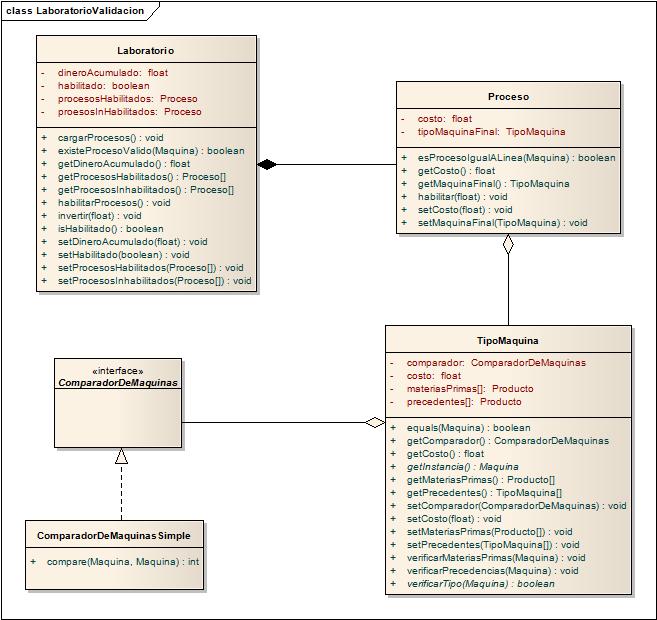 class LaboratorioValidacion
Laboratorio
- dineroAcumulado: float
- habilitado: boolean
- procesosHabilitados: Proceso
- proesosInHabilitados: Proceso
+ cargarProcesos() : void
+ existeProcesoValido(Maquina) : boolean
+ getDineroAcumulado() : float
+ getProcesosHabilitados() : Proceso[]
+ getProcesosInhabilitados() : Proceso[]
+ habilitarProcesos() : void
+ invertir(float) : void
+ isHabilitado() : boolean
+ setDineroAcumulado(float) : void
+ setHabilitado(boolean) : void
+ setProcesosHabilitados(Proceso[]) : void
+ setProcesosInhabilitados(Proceso[]) : void
Proceso
- costo: float
- tipoMaquinaFinal: TipoMaquina
+ esProcesoIgualALinea(Maquina) : boolean
+ getCosto() : float
+ getMaquinaFinal() : TipoMaquina
+ habilitar(float) : void
+ setCosto(float) : void
+ setMaquinaFinal(TipoMaquina) : void
«interface»
ComparadorDeMaquinas
ComparadorDeMaquinasSimple
+ compare(Maquina, Maquina) : int
TipoMaquina
- comparador: ComparadorDeMaquinas
- costo: float
- materiasPrimas[]: Producto
- precedentes[]: Producto
+ equals(Maquina) : boolean
+ getComparador() : ComparadorDeMaquinas
+ getCosto() : float
+ getInstancia() : Maquina
+ getMateriasPrimas() : Producto[]
+ getPrecedentes() : TipoMaquina[]
+ setComparador(ComparadorDeMaquinas) : void
+ setCosto(float) : void
+ setMateriasPrimas(Producto[]) : void
+ setPrecedentes(TipoMaquina[]) : void
+ verificarMateriasPrimas(Maquina) : void
+ verificarPrecedencias(Maquina) : void
+ verificarTipo(Maquina) : boolean